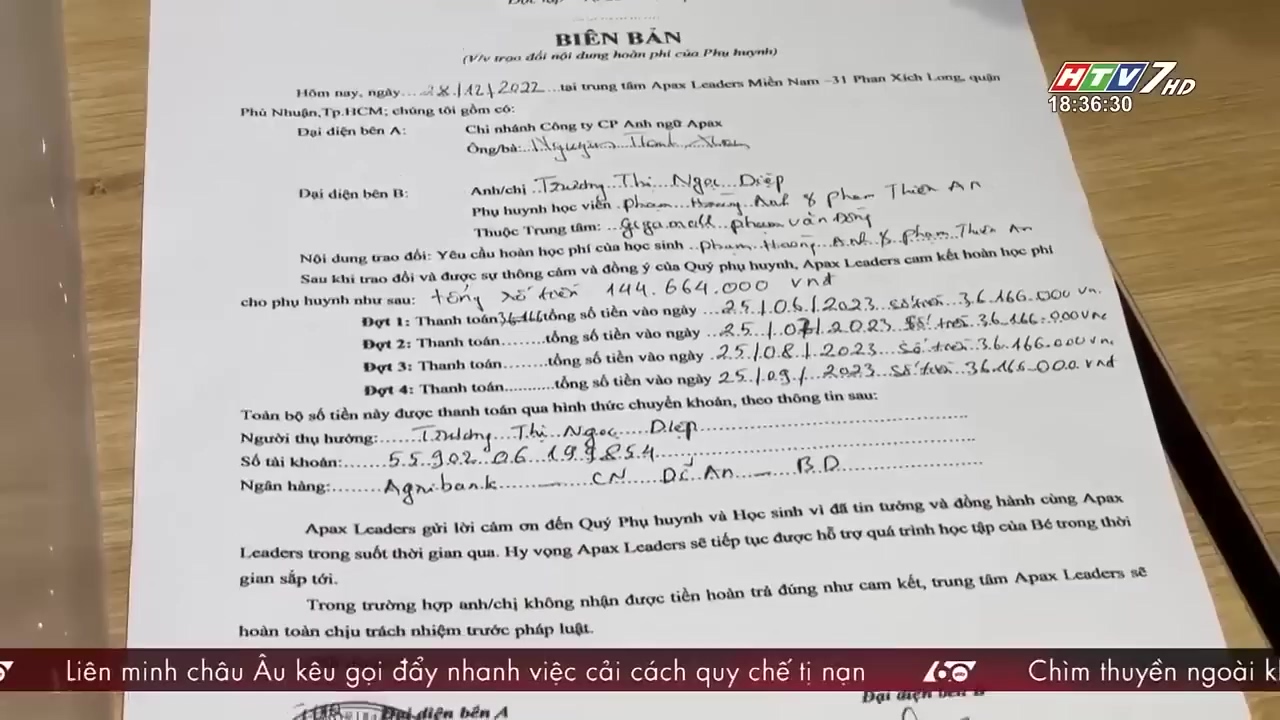 BIÊN BẢN
(V/v trao đổi nội dung hoàn phí của Phụ huynh)
HTV7 HD
18:36:30
Hôm nay, ngày...28/12/2022...tại trung tâm Apax Leaders Miền Nam –31 Phan Xích Long, quận
Phú Nhuận,Tp.HCM; chúng tôi gồm có:
Đại diện bên A: Chi nhánh Công ty CP Anh ngữ Apax
Ông/bà:...Nguyễn Thanh
Đại diện bên B: Anh/chị ..Trương Thị Ngọc Diệp
Phụ huynh học viên .Phạm Hoàng Anh & Phạm Thiên An
Thuộc Trung tâm:...Gigamall phạm văn Đồng
Nội dung trao đổi: Yêu cầu hoàn học phí của học sinh ..Phạm Hoàng Anh & Phạm Thiên An
Sau khi trao đổi và được sự thông cảm và đồng ý của Quý phụ huynh, Apax Leaders cam kết hoàn học phí
cho phụ huynh như sau: tổng số tiền 144.664.000 vnđ
Đợt 1: Thanh toán 36.166 tổng số tiền vào ngày ...25/06/2023 số tiền 36.166.000 vn.
Đợt 2: Thanh toán........tổng số tiền vào ngày ...25/07/2023 số tiền 36.166.000 vnc
Đợt 3: Thanh toán........tổng số tiền vào ngày ..25/08/2023 số tiền 36.166.000 vn.
Đợt 4: Thanh toán...........tổng số tiền vào ngày 25/09/2023 số tiền 36.166.000 vnđ
Toàn bộ số tiền này được thanh toán qua hình thức chuyển khoản, theo thông tin sau:
Người thụ hưởng:......Trương Thị Ngọc Diệp
Số tài khoản:.......5590206199854
Ngân hàng:.......Agribank — CN Dĩ An — B.D
Apax Leaders gửi lời cảm ơn đến Quý Phụ huynh và Học sinh vì đã tin tưởng và đồng hành cùng Apax
Leaders trong suốt thời gian qua. Hy vọng Apax Leaders sẽ tiếp tục được hỗ trợ quá trình học tập của Bé trong thời
gian sắp tới.
Trong trường hợp anh/chị không nhận được tiền hoàn trả đúng như cam kết, trung tâm Apax Leaders sẽ
hoàn toàn chịu trách nhiệm trước pháp luật.
Liên minh châu Âu kêu gọi đẩy nhanh việc cải cách quy chế tị nạn
Chìm thuyền ngoài
Đại diện bên A
Đại diện bên B